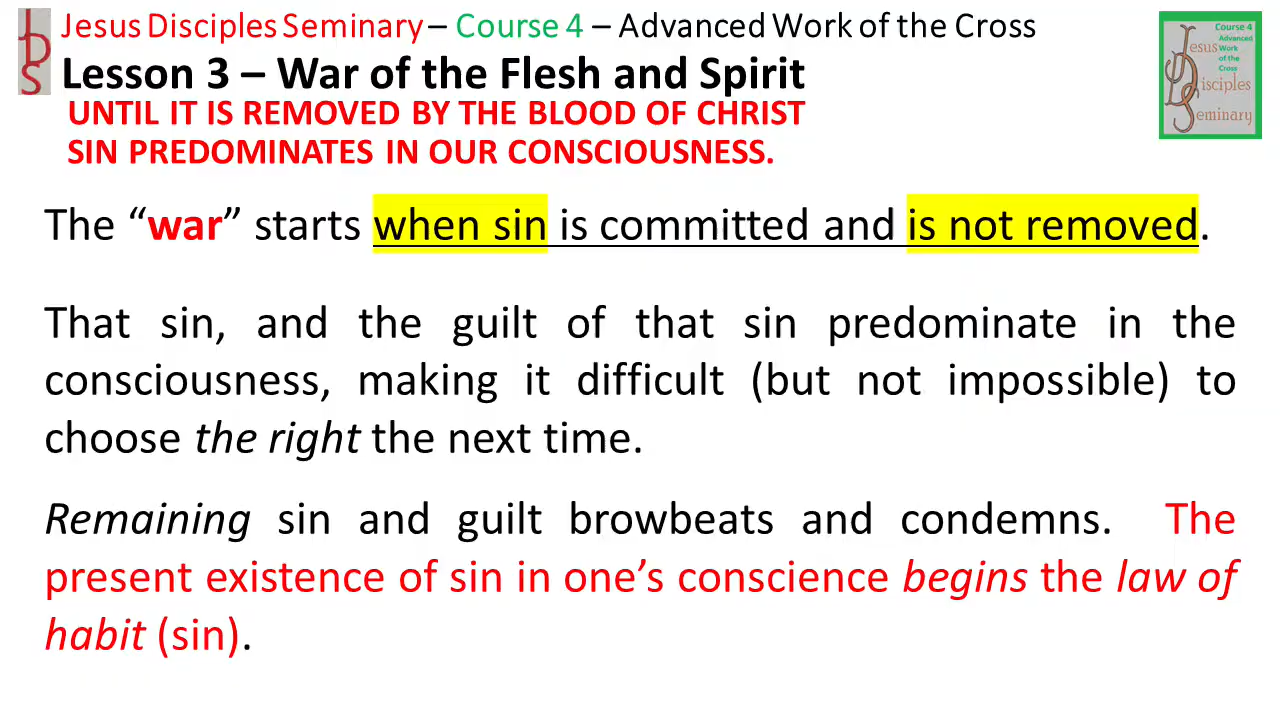 JDS
Jesus Disciples Seminary – Course 4 – Advanced Work of the Cross
Lesson 3 – War of the Flesh and Spirit
UNTIL IT IS REMOVED BY THE BLOOD OF CHRIST
SIN PREDOMINATES IN OUR CONSCIOUSNESS.
Course 4
Advanced
Work
of the
Cross
Jesus
Disciples
Seminary
The “war” starts when sin is committed and is not removed.
That sin, and the guilt of that sin predominate in the
consciousness, making it difficult (but not impossible) to
choose the right the next time.
Remaining sin and guilt browbeats and condemns. The
present existence of sin in one’s conscience begins the law of
habit (sin).